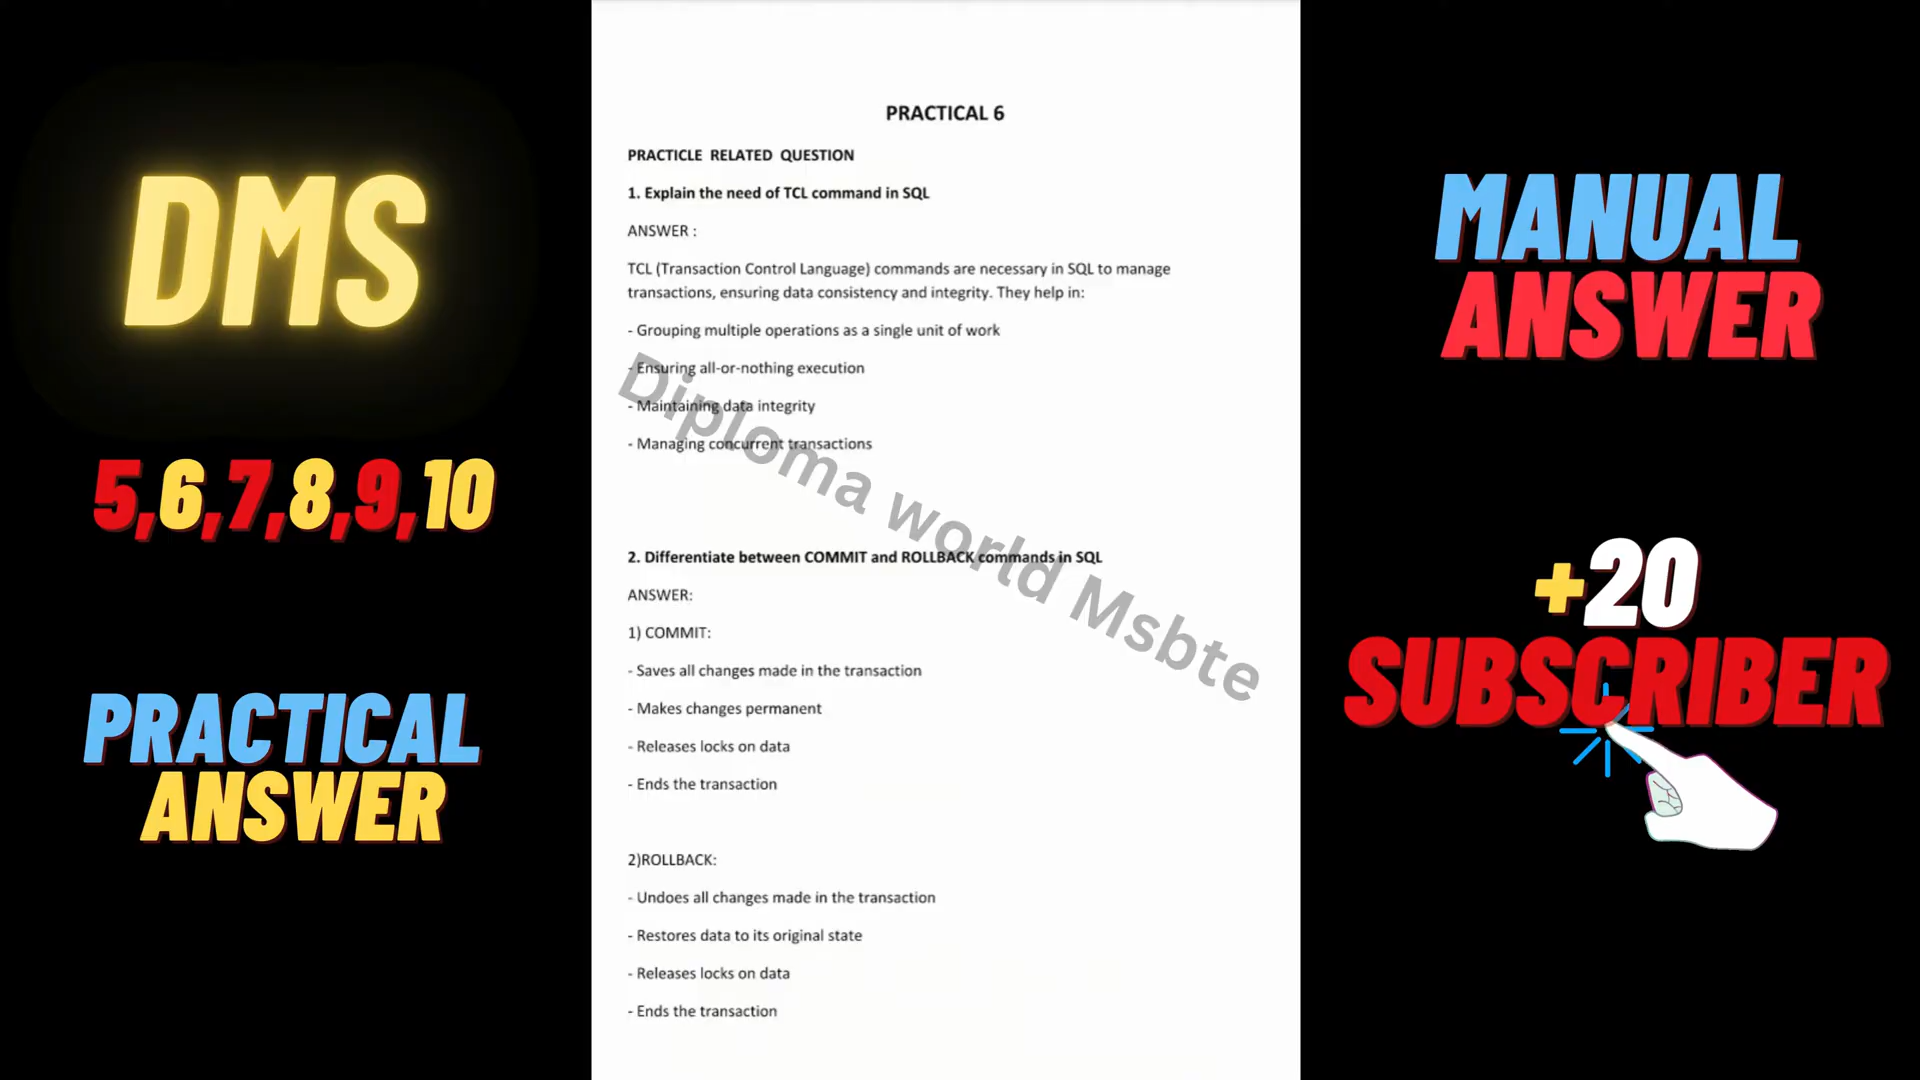 DMS
5,6,7,8,9,10
PRACTICAL
ANSWER
PRACTICAL 6
PRACTICLE RELATED QUESTION
1. Explain the need of TCL command in SQL
ANSWER :
TCL (Transaction Control Language) commands are necessary in SQL to manage
transactions, ensuring data consistency and integrity. They help in:
- Grouping multiple operations as a single unit of work
- Ensuring all-or-nothing execution
- Maintaining data integrity
- Managing concurrent transactions
2. Differentiate between COMMIT and ROLLBACK commands in SQL
ANSWER:
1) COMMIT:
- Saves all changes made in the transaction
- Makes changes permanent
- Releases locks on data
- Ends the transaction
2)ROLLBACK:
- Undoes all changes made in the transaction
- Restores data to its original state
- Releases locks on data
- Ends the transaction
Diploma world Msbte
MANUAL
ANSWER
+20
SUBSCRIBER